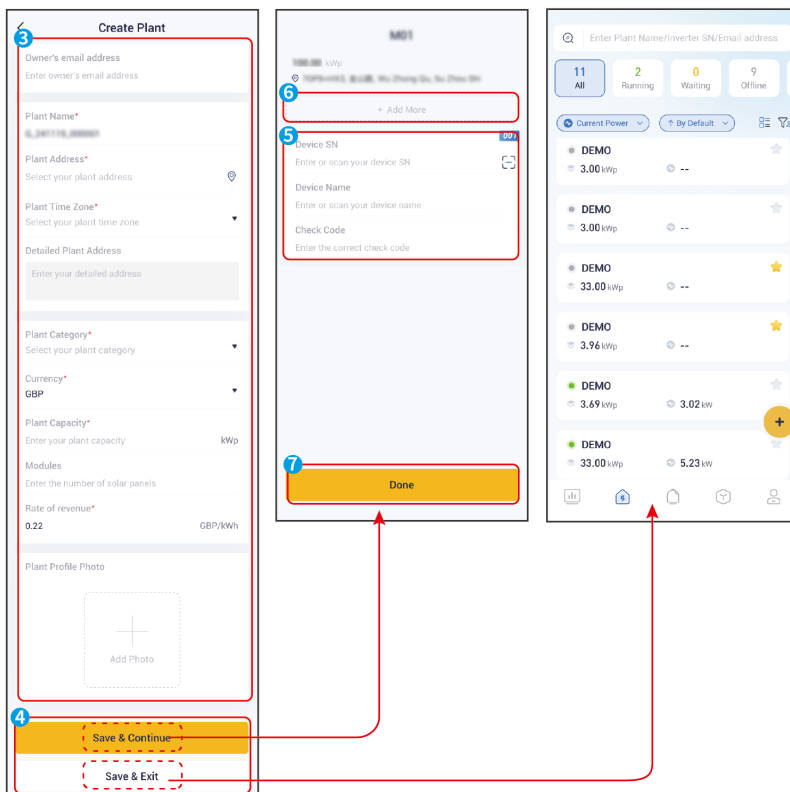 Create Plant
3
Owner's email address
Enter owner's email address
Plant Name*
Plant Address*
Select your plant address
Plant Time Zone*
Select your plant time zone
Detailed Plant Address
Enter your detailed address
Plant Category*
Select your plant category
Currency*
GBP
Plant Capacity*
Enter your plant capacity kWp
Modules
Enter the number of solar panels
Rate of revenue*
0.22 GBP/kWh
Plant Profile Photo
Add Photo
4
Save & Continue
Save & Exit
M01
100.00 kWp
6
+ Add More
5
001
Device SN
Enter or scan your device SN
Device Name
Enter or scan your device name
Check Code
Enter the correct check code
7
Done
Enter Plant Name/Inverter SN/Email address
11 2 0 9
All Running Waiting Offline
Current Power ↑ By Default
DEMO
3.00 kWp --
DEMO
3.00 kWp --
DEMO
33.00 kWp --
DEMO
3.96 kWp --
DEMO
3.69 kWp 3.02 kW
+
DEMO
33.00 kWp 5.23 kW